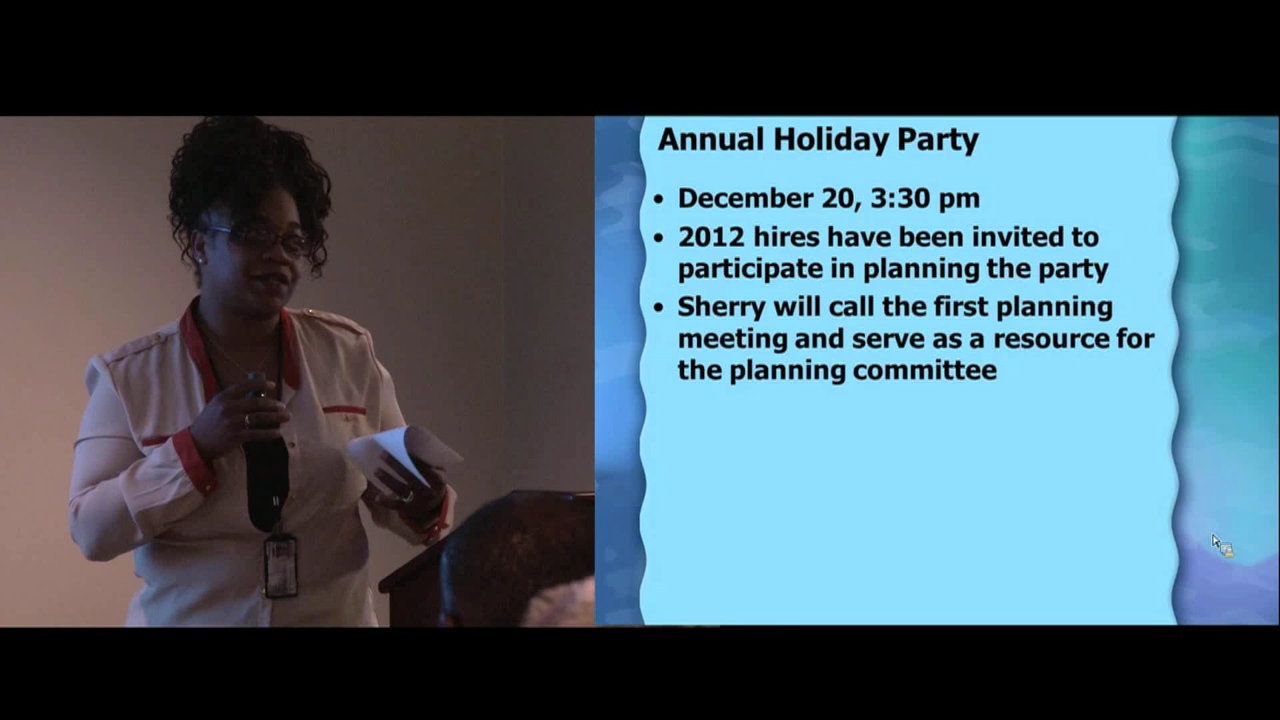 Annual Holiday Party
• December 20, 3:30 pm
• 2012 hires have been invited to
participate in planning the party
• Sherry will call the first planning
meeting and serve as a resource for
the planning committee